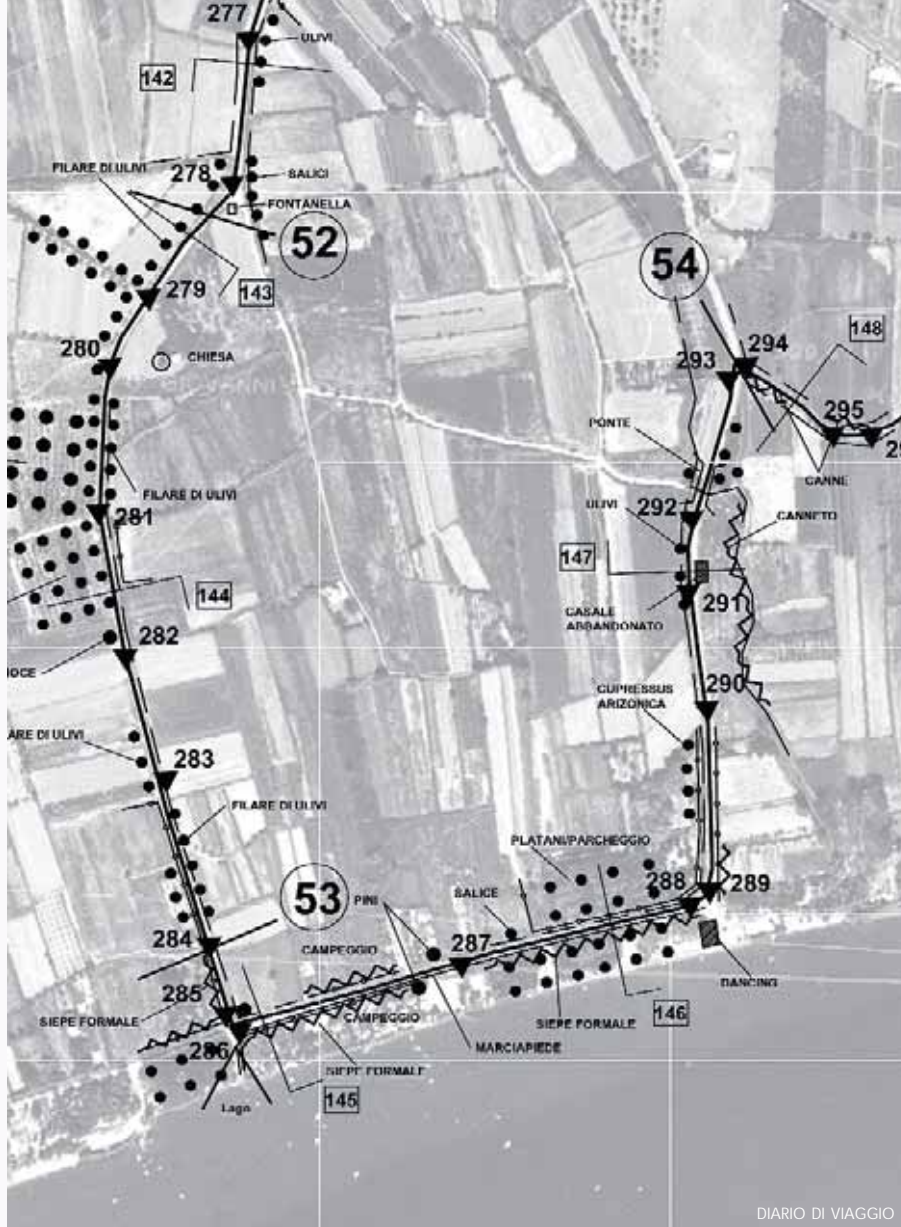 277
ULIVI
142
FILARE DI ULIVI
278
SALICI
FONTANELLA
52
54
279
143
148
280
CHIESA
293
294
295
PONTE
CANNE
FILARE DI ULIVI
281
ULIVI
292
CANNETO
147
144
291
CASALE
ABBANDONATO
282
OCE
CUPRESSUS
ARIZONICA
290
ARE DI ULIVI
283
FILARE DI ULIVI
PLATANI/PARCHEGGIO
288
289
53
PINI
SALICE
284
287
CAMPEGGIO
DANCING
285
SIEPE FORMALE
CAMPEGGIO
SIEPE FORMALE
146
286
MARCIAPIEDE
SIEPE FORMALE
145
Lago
DIARIO DI VIAGGIO